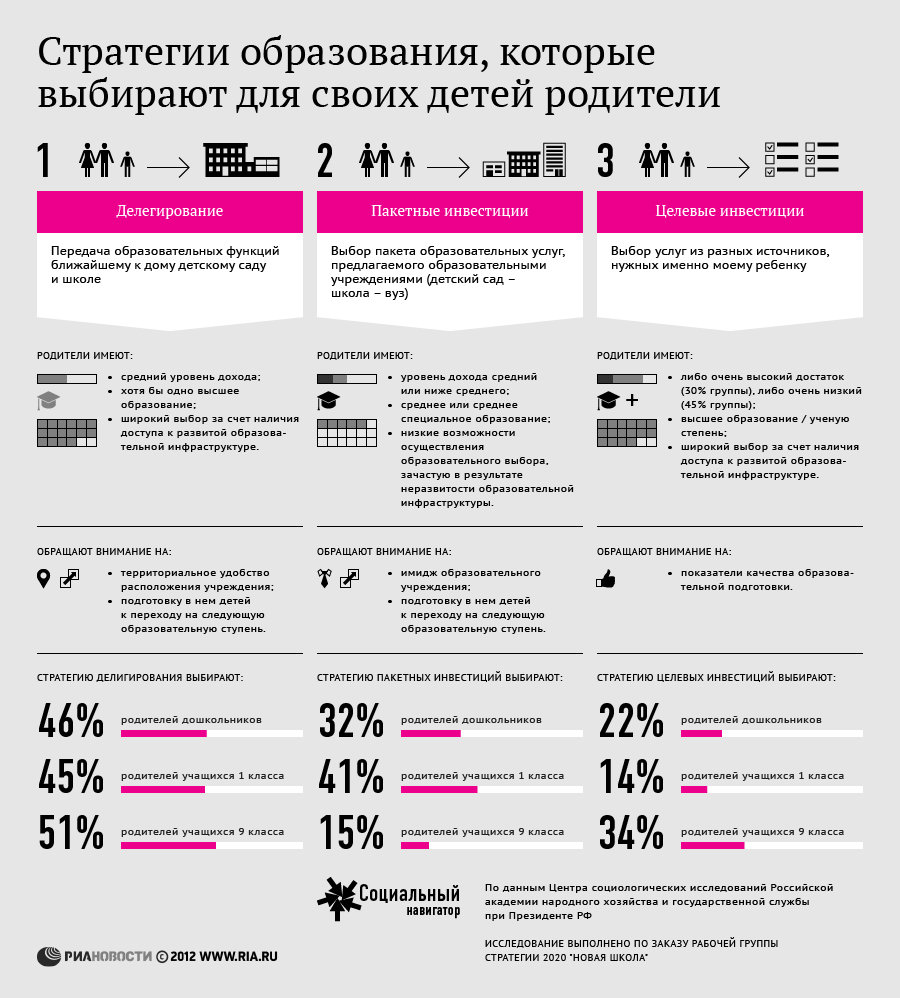 Стратегии образования, которые
выбирают для своих детей родители
1
2
3
Делегирование
Пакетные инвестиции
Целевые инвестиции
Передача образовательных функций
ближайшему к дому детскому саду
и школе
Выбор пакета образовательных услуг,
предлагаемого образовательными
учреждениями (детский сад –
школа – вуз)
Выбор услуг из разных источников,
нужных именно моему ребенку
РОДИТЕЛИ ИМЕЮТ:
• средний уровень дохода;
• хотя бы одно высшее
образование;
• широкий выбор за счет наличия
доступа к развитой образова-
тельной инфраструктуре.
РОДИТЕЛИ ИМЕЮТ:
• уровень дохода средний
или ниже среднего;
• среднее или среднее
специальное образование;
• низкие возможности
осуществления
образовательного выбора,
зачастую в результате
неразвитости образовательной
инфраструктуры.
РОДИТЕЛИ ИМЕЮТ:
• либо очень высокий достаток
(30% группы), либо очень низкий
(45% группы);
• высшее образование / ученую
степень;
• широкий выбор за счет наличия
доступа к развитой образова-
тельной инфраструктуре.
ОБРАЩАЮТ ВНИМАНИЕ НА:
• территориальное удобство
расположения учреждения;
• подготовку в нем детей
к переходу на следующую
образовательную ступень.
ОБРАЩАЮТ ВНИМАНИЕ НА:
• имидж образовательного
учреждения;
• подготовку в нем детей
к переходу на следующую
образовательную ступень.
ОБРАЩАЮТ ВНИМАНИЕ НА:
• показатели качества образова-
тельной подготовки.
СТРАТЕГИЮ ДЕЛИГИРОВАНИЯ ВЫБИРАЮТ:
46% родителей дошкольников
45% родителей учащихся 1 класса
51% родителей учащихся 9 класса
СТРАТЕГИЮ ПАКЕТНЫХ ИНВЕСТИЦИЙ ВЫБИРАЮТ:
32% родителей дошкольников
41% родителей учащихся 1 класса
15% родителей учащихся 9 класса
СТРАТЕГИЮ ЦЕЛЕВЫХ ИНВЕСТИЦИЙ ВЫБИРАЮТ:
22% родителей дошкольников
14% родителей учащихся 1 класса
34% родителей учащихся 9 класса
Социальный
навигатор
По данным Центра социологических исследований Российской
академии народного хозяйства и государственной службы
при Президенте РФ
ИССЛЕДОВАНИЕ ВЫПОЛНЕНО ПО ЗАКАЗУ РАБОЧЕЙ ГРУППЫ
СТРАТЕГИИ 2020 "НОВАЯ ШКОЛА"
РИАНОВОСТИ © 2012 WWW.RIA.RU